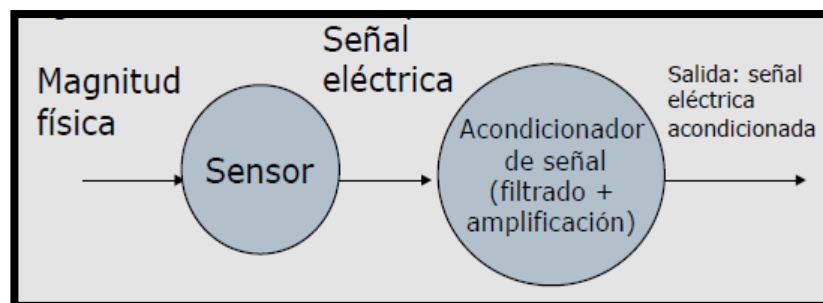 Magnitud
física
Sensor
Señal
eléctrica
Acondicionador
de señal
(filtrado +
amplificación)
Salida: señal
eléctrica
acondicionada